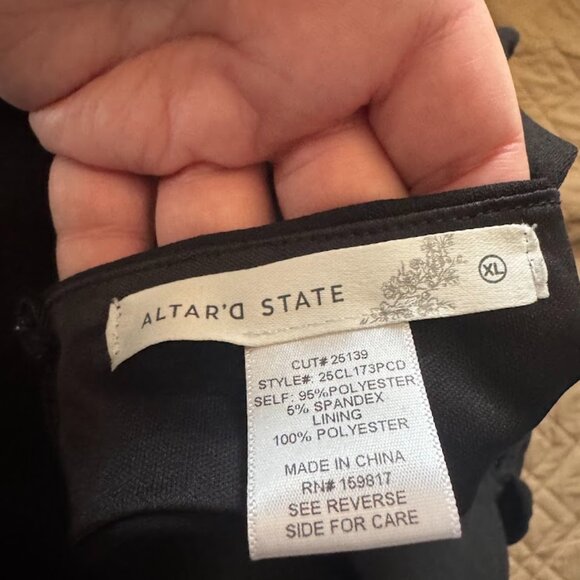 ALTAR'D STATE
XL
CUT# 25139
STYLE#: 25CL173PCD
SELF: 95%POLYESTER
5% SPANDEX
LINING
100% POLYESTER
MADE IN CHINA
RN# 159817
SEE REVERSE
SIDE FOR CARE